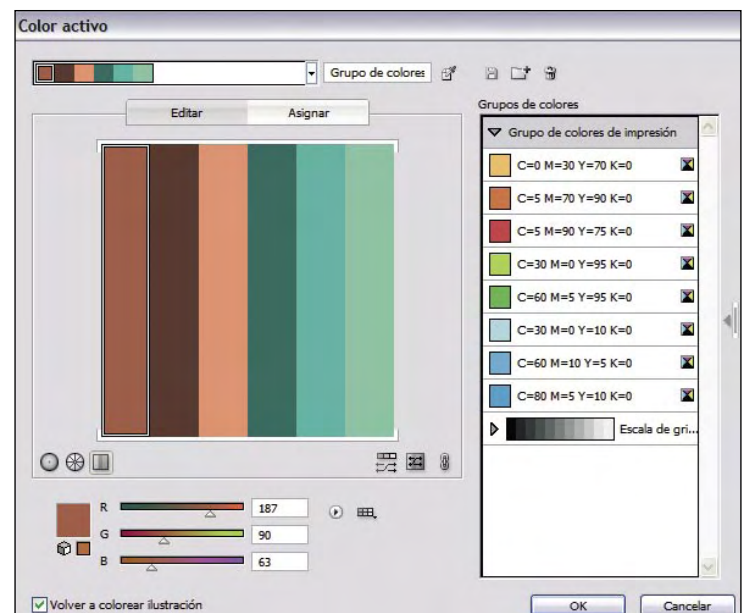 Color activo
Grupo de colores
Editar
Asignar
Grupos de colores
Grupo de colores de impresión
C=0 M=30 Y=70 K=0
C=5 M=70 Y=90 K=0
C=5 M=90 Y=75 K=0
C=30 M=0 Y=95 K=0
C=60 M=5 Y=95 K=0
C=30 M=0 Y=10 K=0
C=60 M=10 Y=5 K=0
C=80 M=5 Y=10 K=0
Escala de gri...
R 187
G 90
B 63
Volver a colorear ilustración
OK
Cancelar